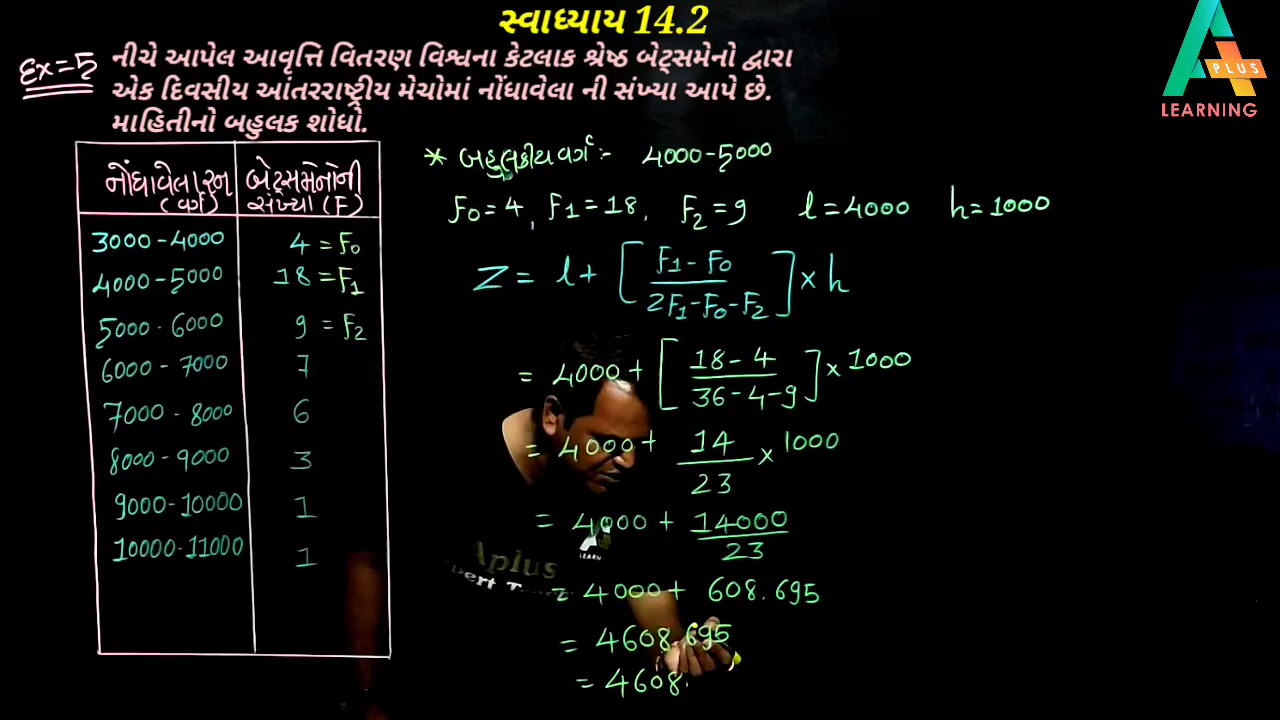 સ્વાધ્યાય 14.2
A
PLUS
LEARNING
Ex=5
નીચે આપેલ આવૃત્તિ વિતરણ વિશ્વના કેટલાક શ્રેષ્ઠ બેટ્સમેનો દ્વારા
એક દિવસીય આંતરરાષ્ટ્રીય મેચોમાં નોંધાવેલા ની સંખ્યા આપે છે.
માહિતીનો બહુલક શોધો.
નોંધાવેલા રન (વર્ગ) બેટ્સમેનોની સંખ્યા (F)
3000-4000 4 = F0
4000-5000 18 = F1
5000-6000 9 = F2
6000-7000 7
7000-8000 6
8000-9000 3
9000-10000 1
10000-11000 1
* બહુલકીય વર્ગ:- 4000-5000
F0=4, F1=18, F2=9 l=4000 h=1000
Z = l+ [F1-F0 / 2F1-F0-F2] × h
= 4000+ [18-4 / 36-4-9] × 1000
= 4000+ 14/23 × 1000
= 4000+ 14000/23
= 4000+ 608.695
= 4608.695
= 4608.
Aplus
LEARN